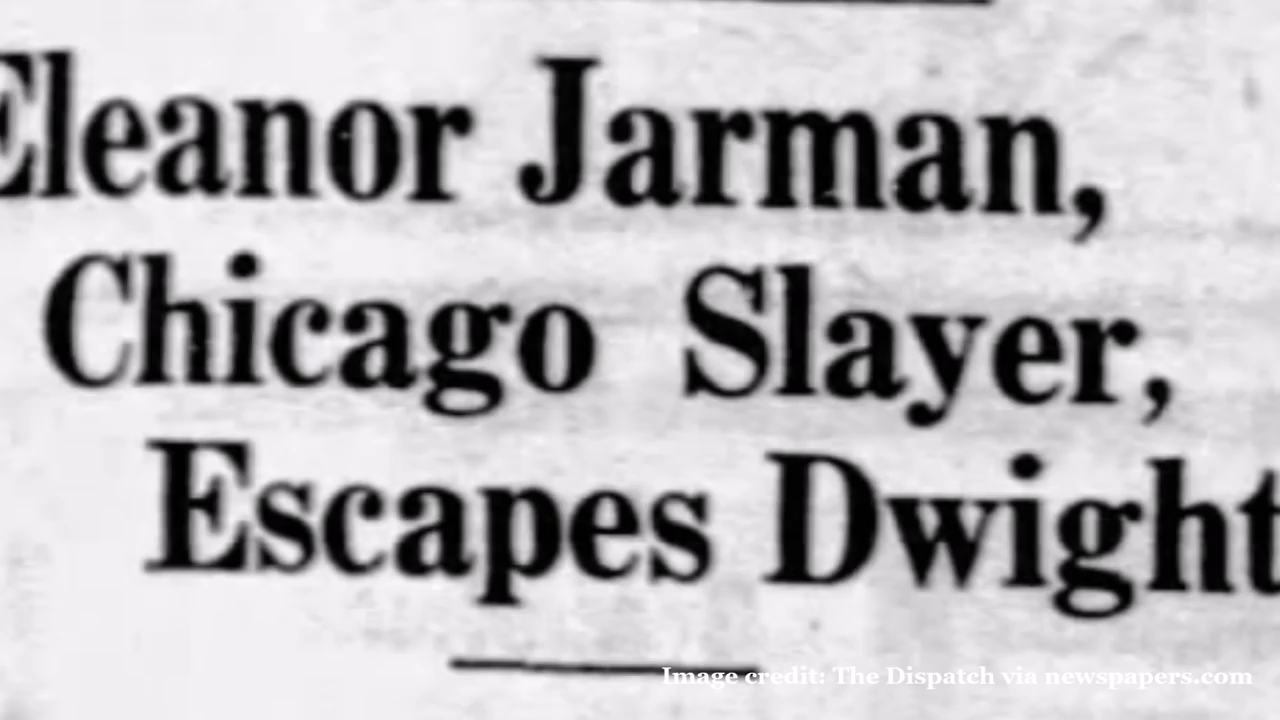 Eleanor Jarman,
Chicago Slayer,
Escapes Dwight
Image credit: The Dispatch via newspapers.com